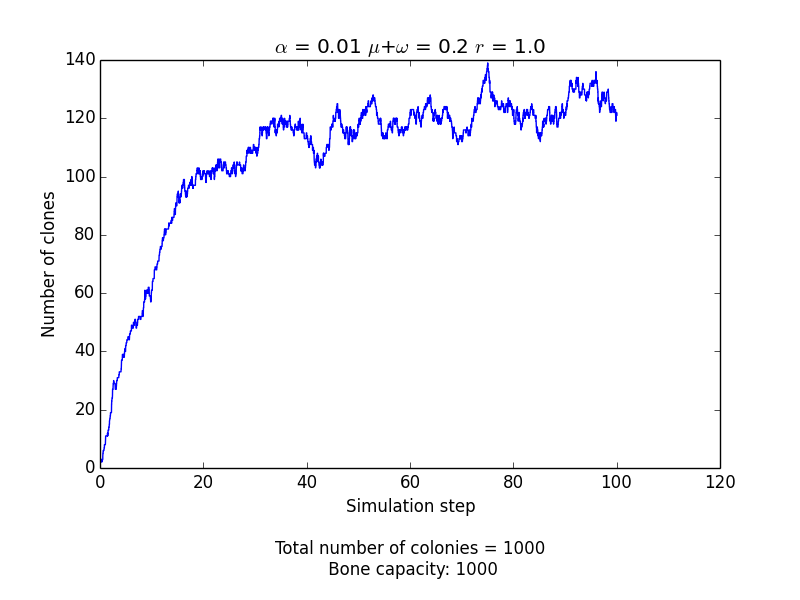 α = 0.01 μ+ω = 0.2 r = 1.0
140
120
100
80
60
40
20
0
Number of clones
0 20 40 60 80 100 120
Simulation step
Total number of colonies = 1000
Bone capacity: 1000